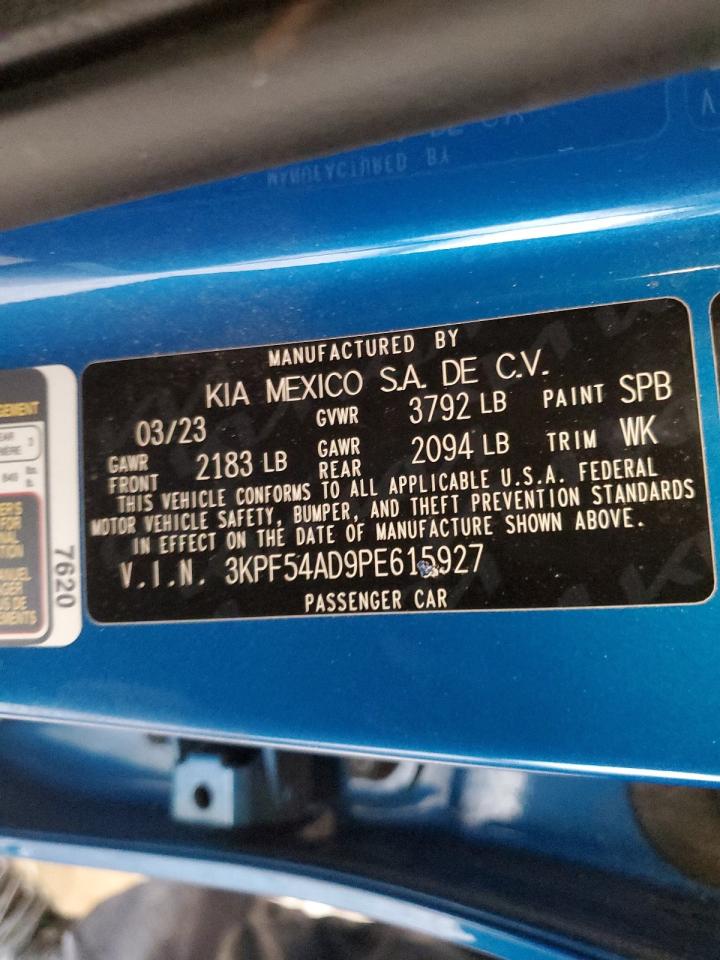 MANUFACTURED BY
KIA MEXICO S.A. DE C.V.
03/23 GVWR 3792 LB PAINT SPB
GAWR FRONT 2183 LB GAWR REAR 2094 LB TRIM WK
THIS VEHICLE CONFORMS TO ALL APPLICABLE U.S.A. FEDERAL
MOTOR VEHICLE SAFETY, BUMPER, AND THEFT PREVENTION STANDARDS
IN EFFECT ON THE DATE OF MANUFACTURE SHOWN ABOVE.
V.I.N. 3KPF54AD9PE615927
PASSENGER CAR
7620